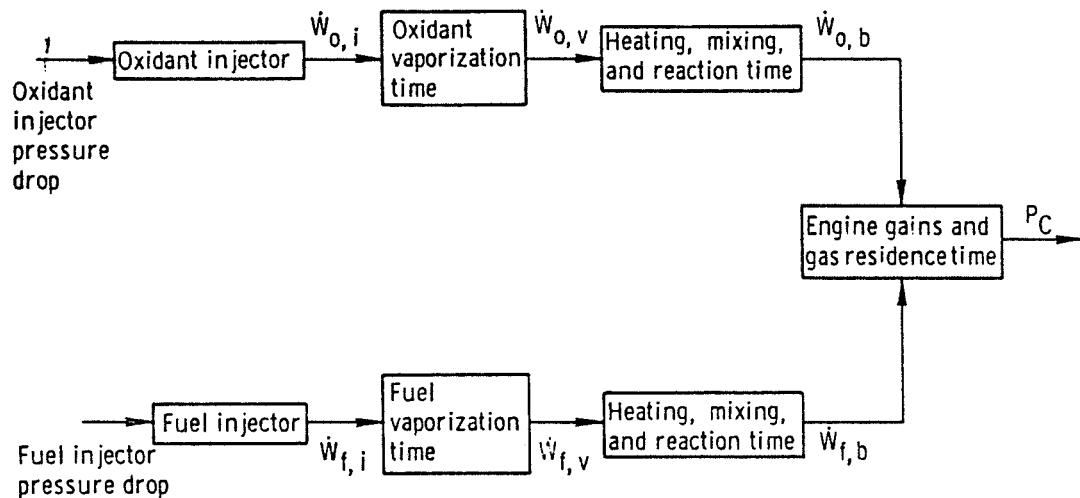 Ẇo, i
Oxidant
vaporization
time
Ẇo, v
Heating, mixing,
and reaction time
Ẇo, b
Oxidant injector
Oxidant
injector
pressure
drop
Engine gains and
gas residence time
PC
Fuel injector
Ẇf, i
Fuel
vaporization
time
Ẇf, v
Heating, mixing,
and reaction time
Ẇf, b
Fuel injector
pressure drop